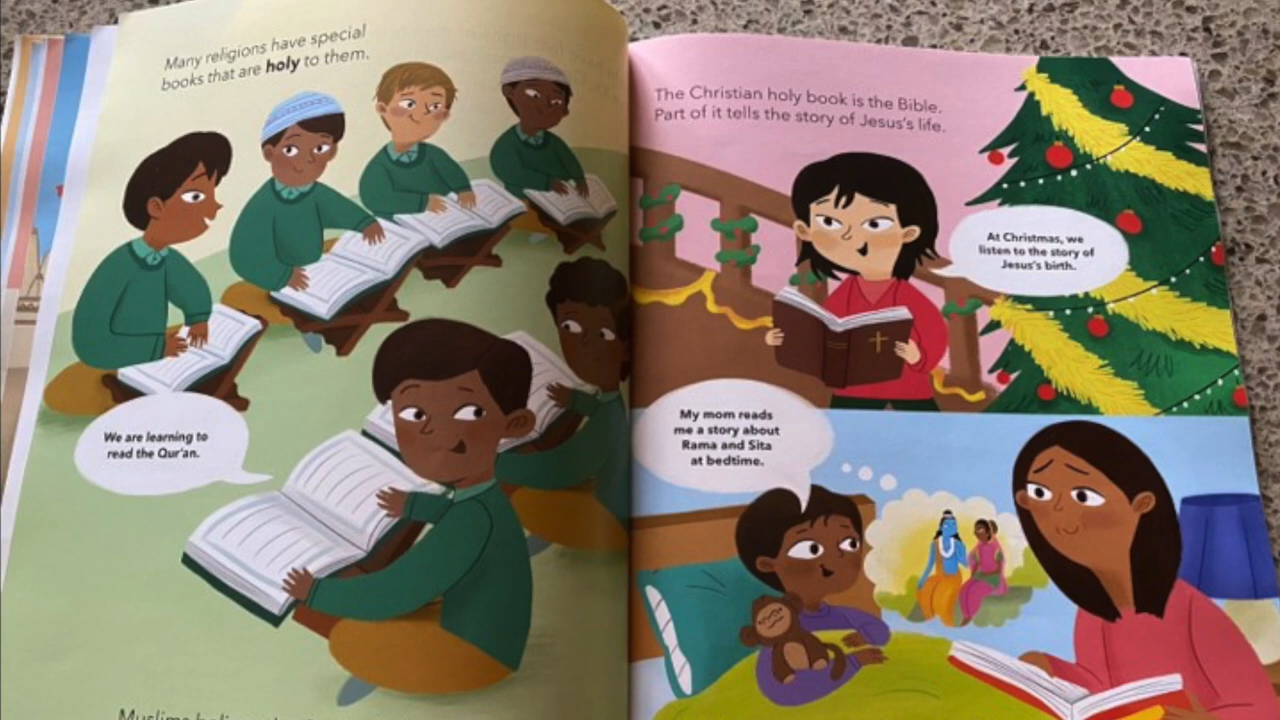 Many religions have special
books that are holy to them.
We are learning to
read the Qur'an.
Muslims
The Christian holy book is the Bible.
Part of it tells the story of Jesus's life.
At Christmas, we
listen to the story of
Jesus's birth.
My mom reads
me a story about
Rama and Sita
at bedtime.